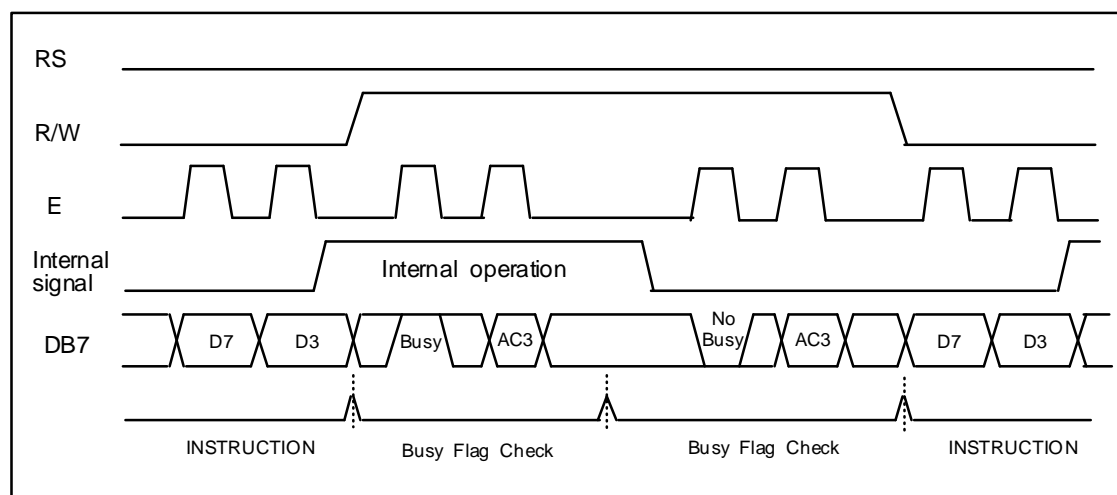 RS
R/W
E
Internal
signal
Internal operation
DB7
D7
D3
Busy
AC3
No
Busy
AC3
D7
D3
INSTRUCTION
Busy Flag Check
Busy Flag Check
INSTRUCTION